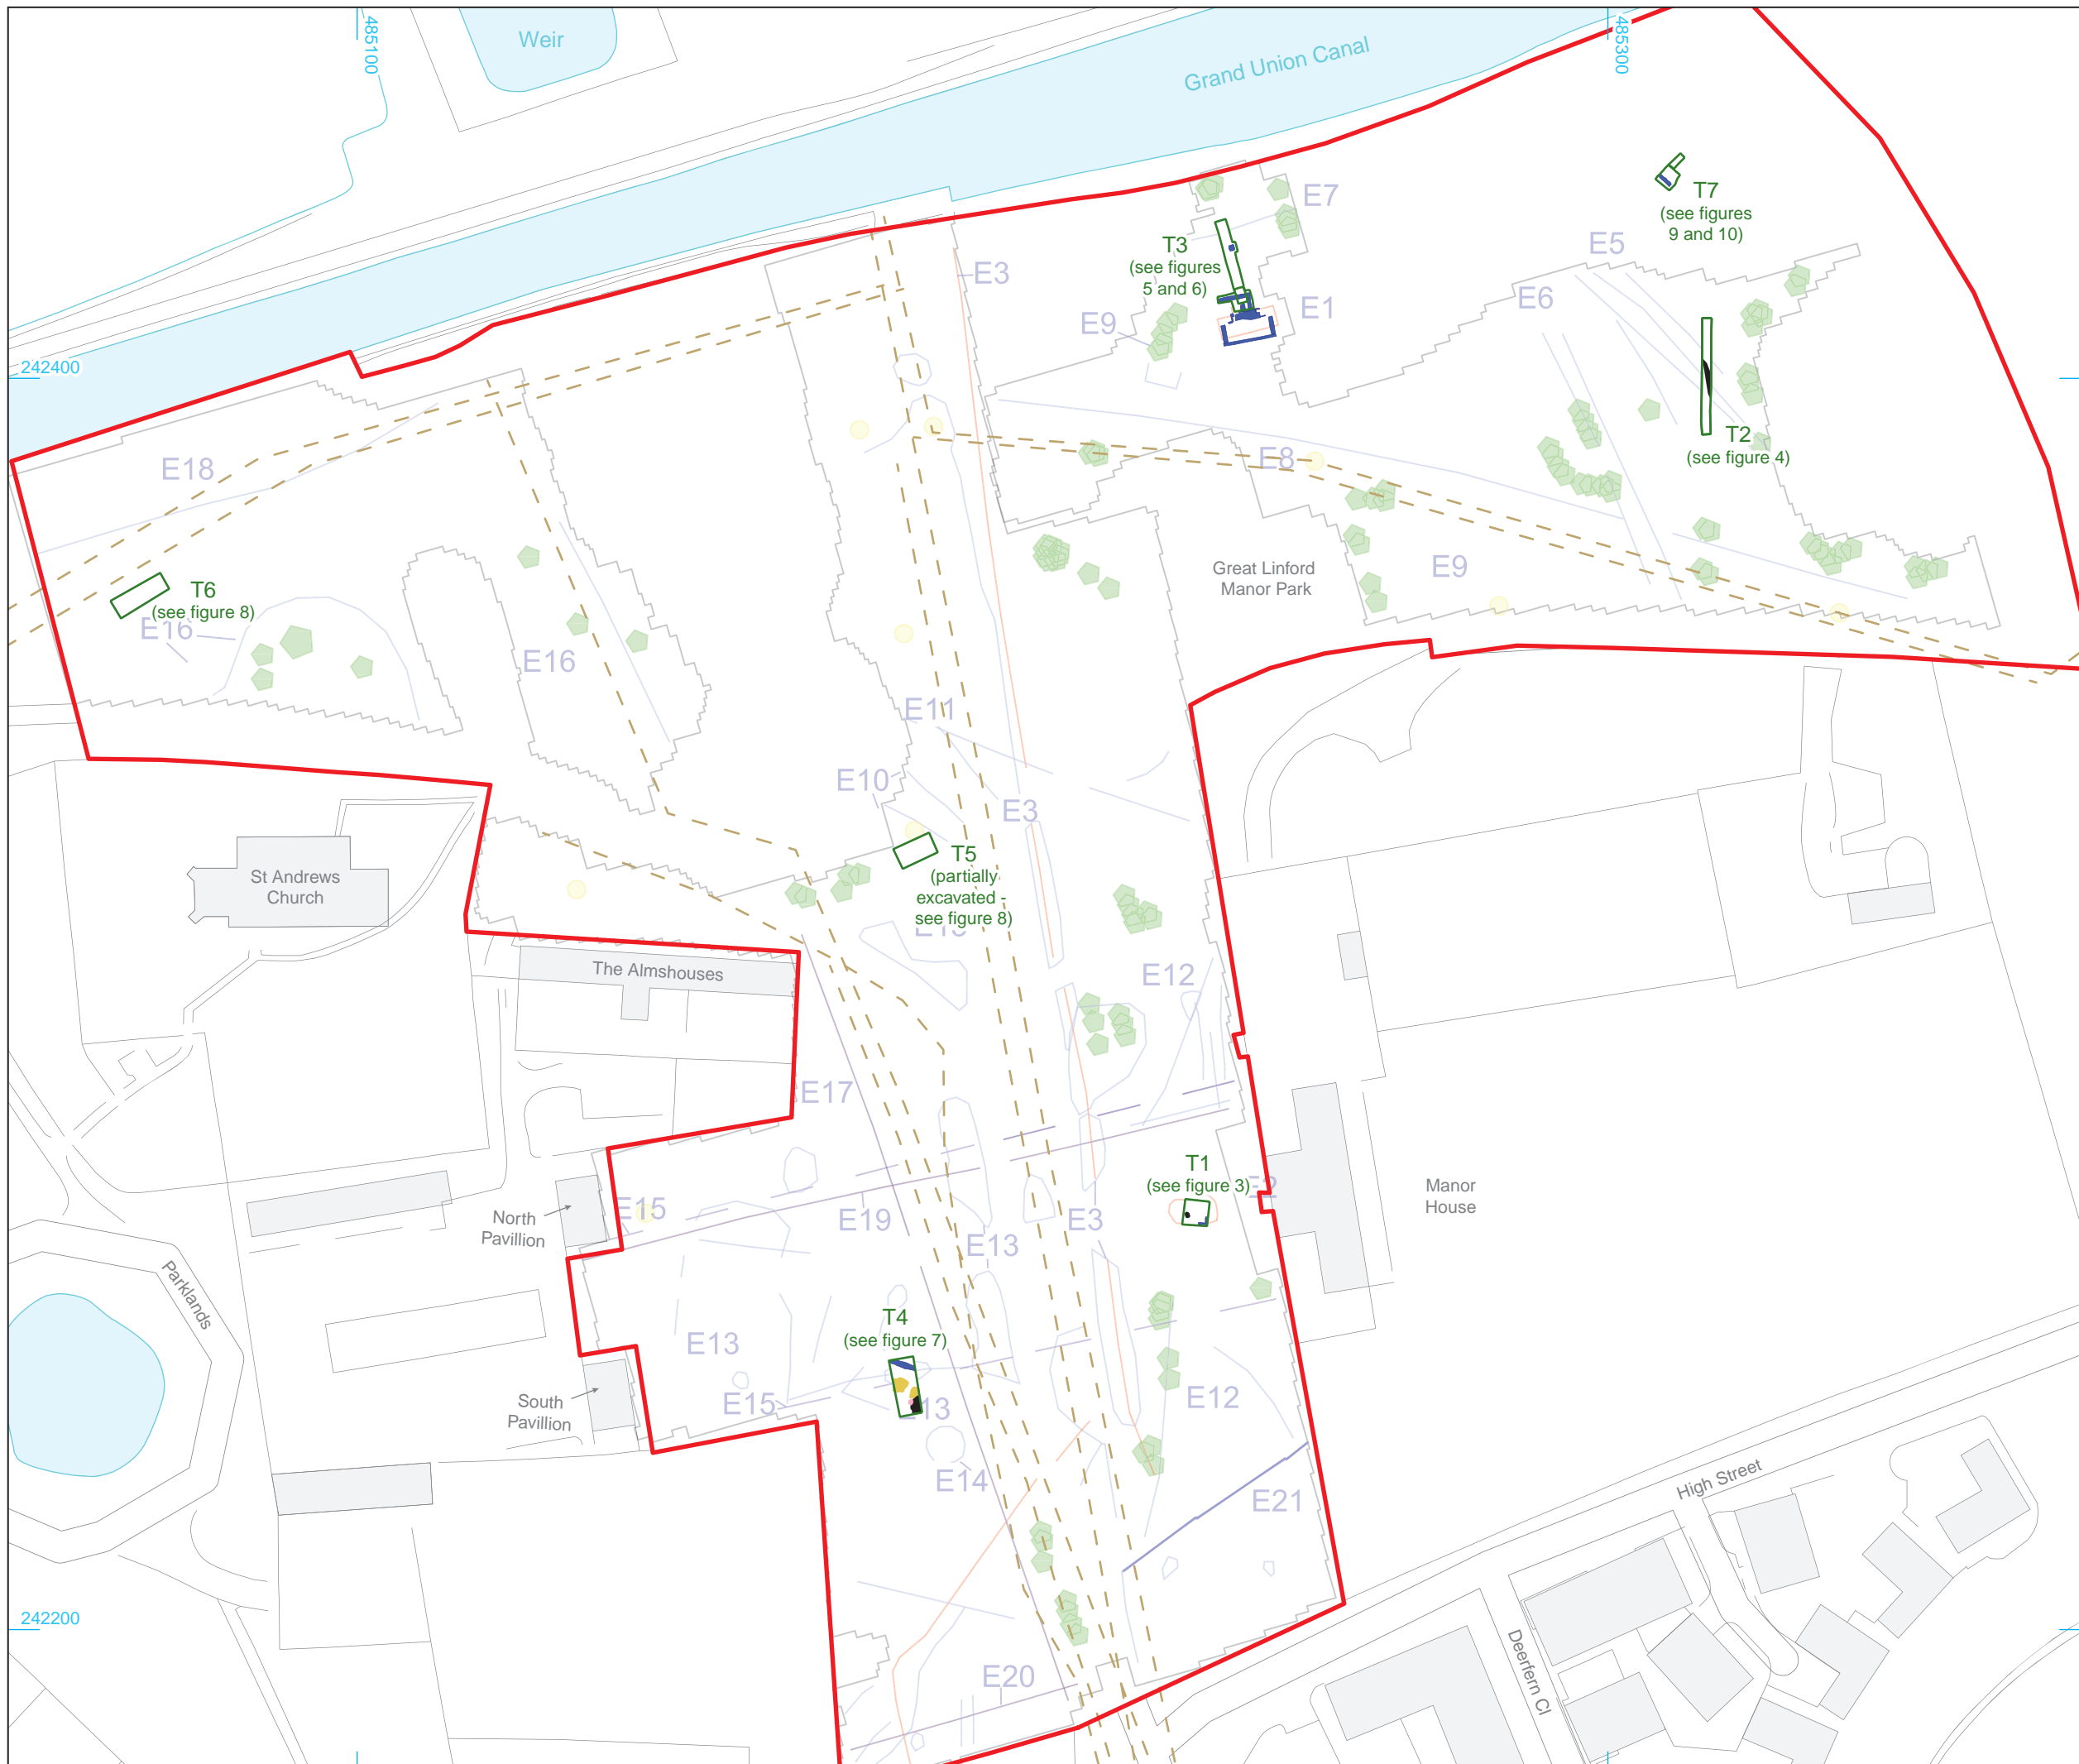 485100
Weir
Grand Union Canal
485300
E7
T7
(see figures
9 and 10)
T3
(see figures
5 and 6)
E3
E5
E6
E1
E9
242400
T2
(see figure 4)
E18
E8
Great Linford
Manor Park
E9
T6
(see figure 8)
E16
E16
E11
E10
E3
T5
(partially
excavated -
see figure 8)
St Andrews
Church
The Almshouses
E12
E17
T1
(see figure 3)
E2
Manor
House
E15
North
Pavillion
E19
E3
E13
Parklands
T4
(see figure 7)
E13
South
Pavillion
E15
E13
E12
E14
E21
High Street
242200
Deerfern Cl
E20